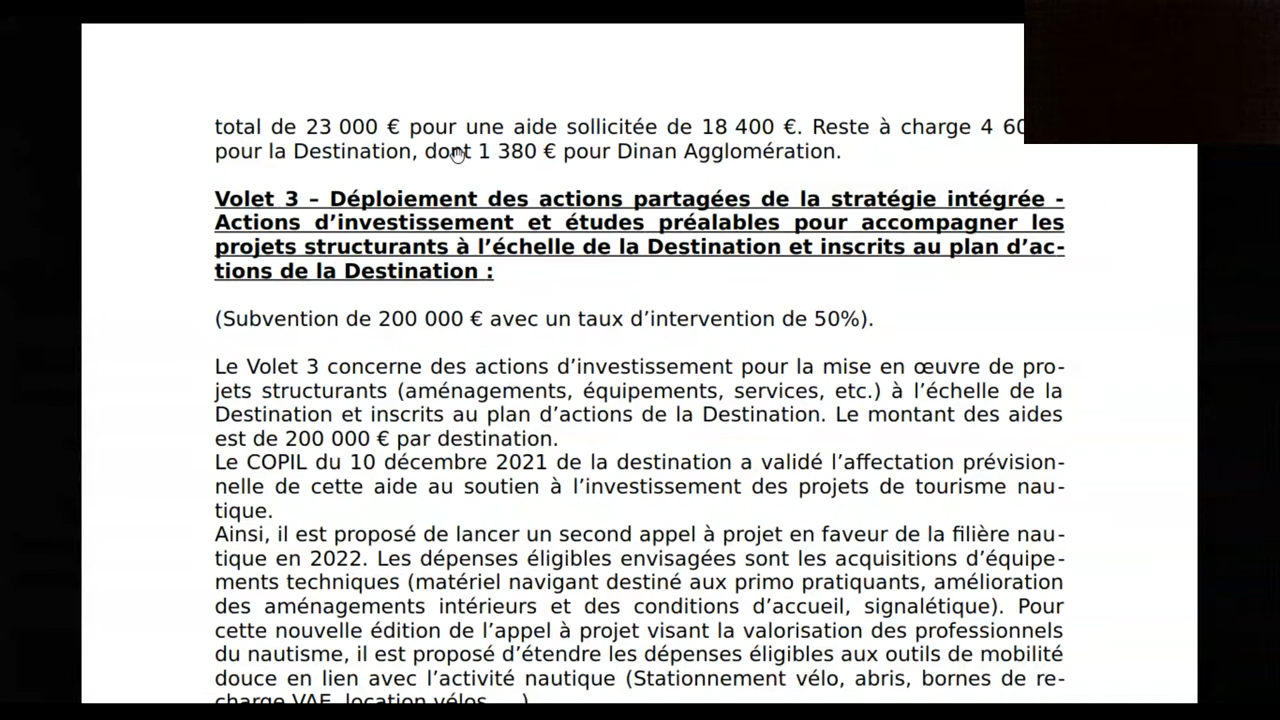 total de 23 000 € pour une aide sollicitée de 18 400 €. Reste à charge 4
pour la Destination, dont 1 380 € pour Dinan Agglomération.
Volet 3 – Déploiement des actions partagées de la stratégie intégrée -
Actions d’investissement et études préalables pour accompagner les
projets structurants à l’échelle de la Destination et inscrits au plan d’ac-
tions de la Destination :
(Subvention de 200 000 € avec un taux d’intervention de 50%).
Le Volet 3 concerne des actions d’investissement pour la mise en œuvre de pro-
jets structurants (aménagements, équipements, services, etc.) à l’échelle de la
Destination et inscrits au plan d’actions de la Destination. Le montant des aides
est de 200 000 € par destination.
Le COPIL du 10 décembre 2021 de la destination a validé l’affectation prévision-
nelle de cette aide au soutien à l’investissement des projets de tourisme nau-
tique.
Ainsi, il est proposé de lancer un second appel à projet en faveur de la filière nau-
tique en 2022. Les dépenses éligibles envisagées sont les acquisitions d’équipe-
ments techniques (matériel navigant destiné aux primo pratiquants, amélioration
des aménagements intérieurs et des conditions d’accueil, signalétique). Pour
cette nouvelle édition de l’appel à projet visant la valorisation des professionnels
du nautisme, il est proposé d’étendre les dépenses éligibles aux outils de mobilité
douce en lien avec l’activité nautique (Stationnement vélo, abris, bornes de re-
charge VAE, location vélos, ...)